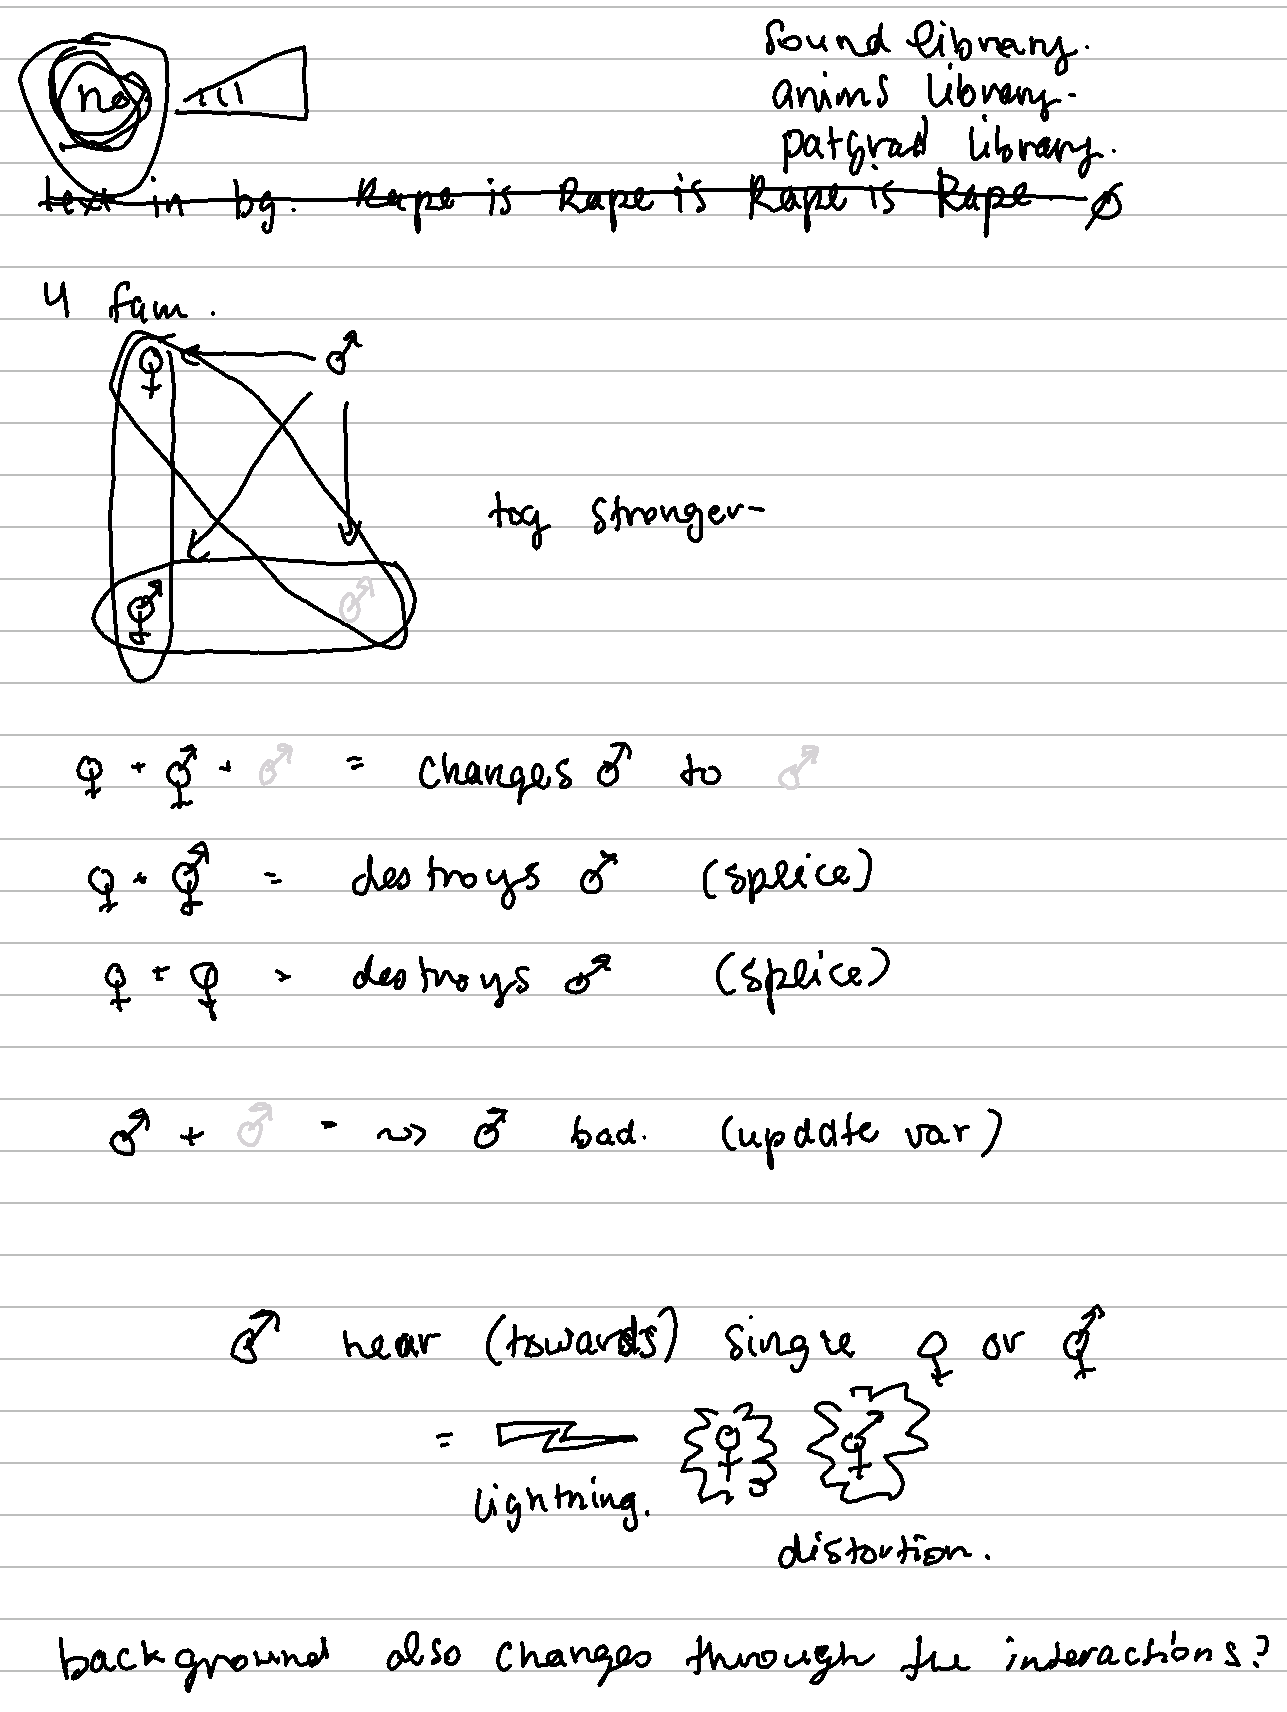 no
sound library.
anims library.
patgrad library.
text in bg. Rape is Rape is Rape is Rape.
4 fam.
♀ ♂
tog stronger
⚥ ♂
♀ + ⚥ + ♂ = changes ♂ to ♂
♀ + ⚥ = destroys ♂ (splice)
♀ + ♀ = destroys ♂ (splice)
♂ + ♂ = ~> ♂ bad. (update var)
♂ near (towards) single ♀ or ⚥
= ♀ ⚥
lightning.
distortion.
background also changes through the interactions?